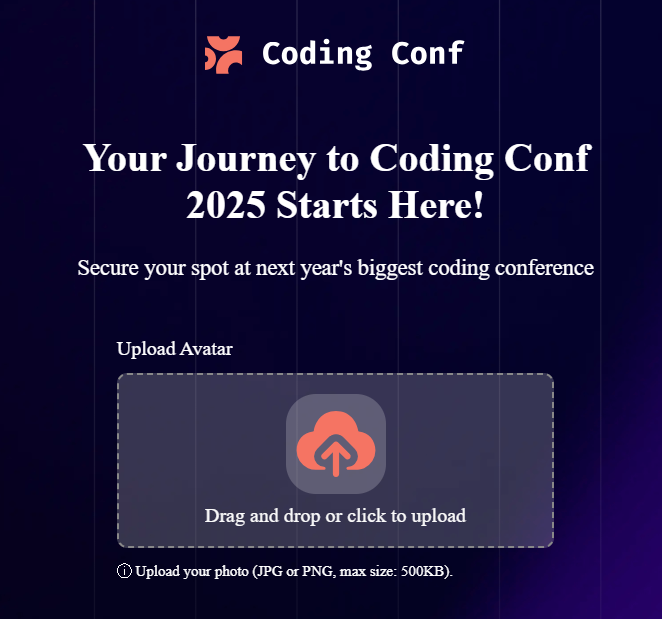 Coding Conf
Your Journey to Coding Conf
2025 Starts Here!
Secure your spot at next year's biggest coding conference
Upload Avatar
Drag and drop or click to upload
Upload your photo (JPG or PNG, max size: 500KB).